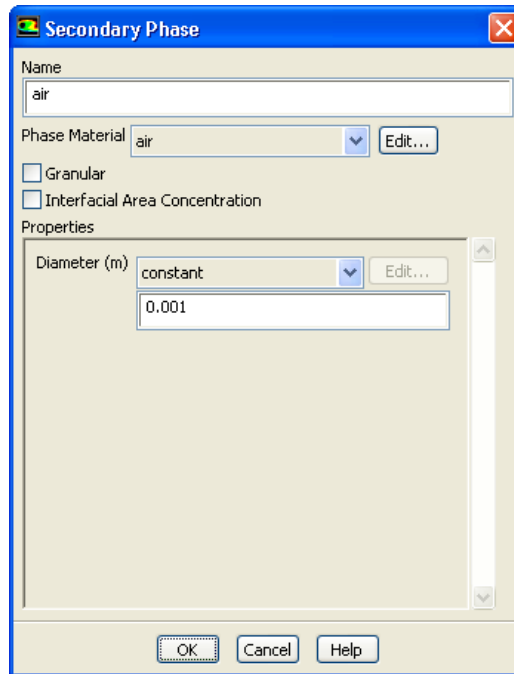 Secondary Phase
Name
air
Phase Material air Edit...
Granular
Interfacial Area Concentration
Properties
Diameter (m) constant Edit...
0.001
OK Cancel Help